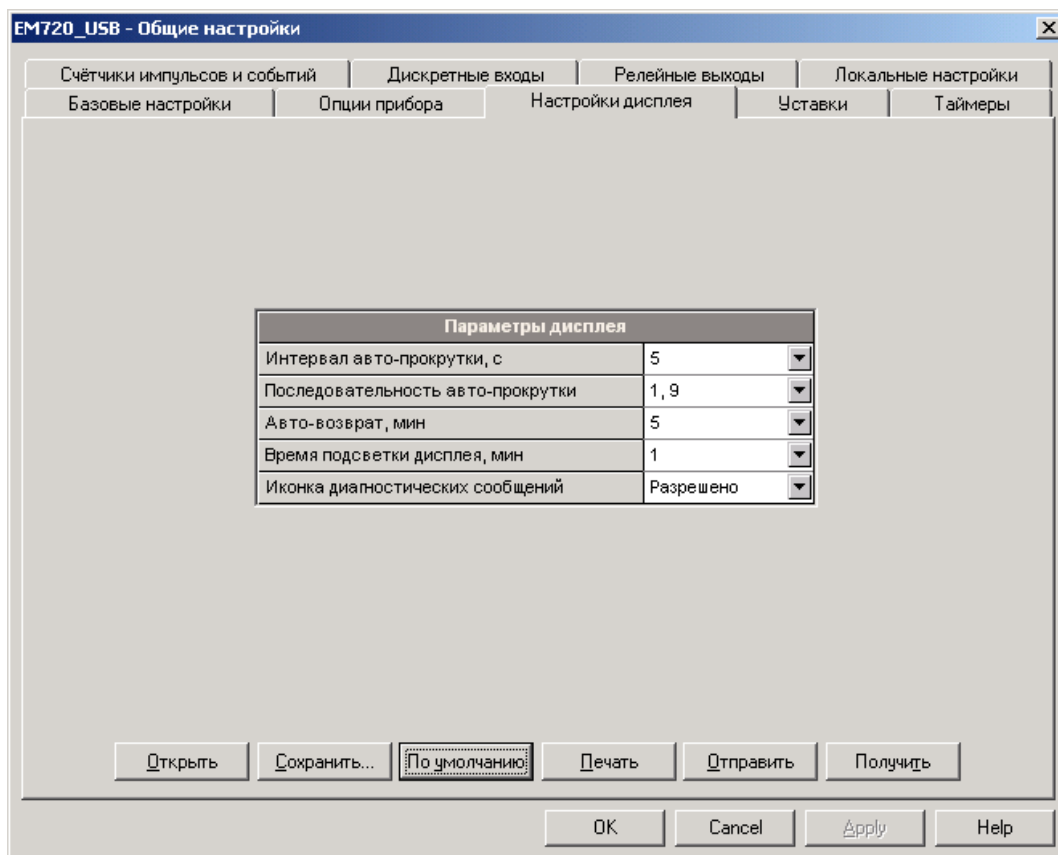 EM720_USB - Общие настройки
Счётчики импульсов и событий
Дискретные входы
Релейные выходы
Локальные настройки
Базовые настройки
Опции прибора
Настройки дисплея
Уставки
Таймеры
Параметры дисплея
Интервал авто-прокрутки, с 5
Последовательность авто-прокрутки 1, 9
Авто-возврат, мин 5
Время подсветки дисплея, мин 1
Иконка диагностических сообщений Разрешено
Открыть
Сохранить...
По умолчанию
Печать
Отправить
Получить
OK
Cancel
Apply
Help